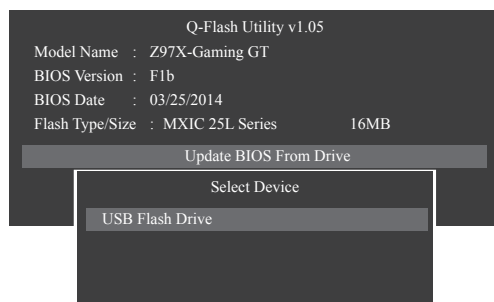 Q-Flash Utility v1.05
Model Name : Z97X-Gaming GT
BIOS Version : F1b
BIOS Date : 03/25/2014
Flash Type/Size : MXIC 25L Series 16MB
Update BIOS From Drive
Select Device
USB Flash Drive